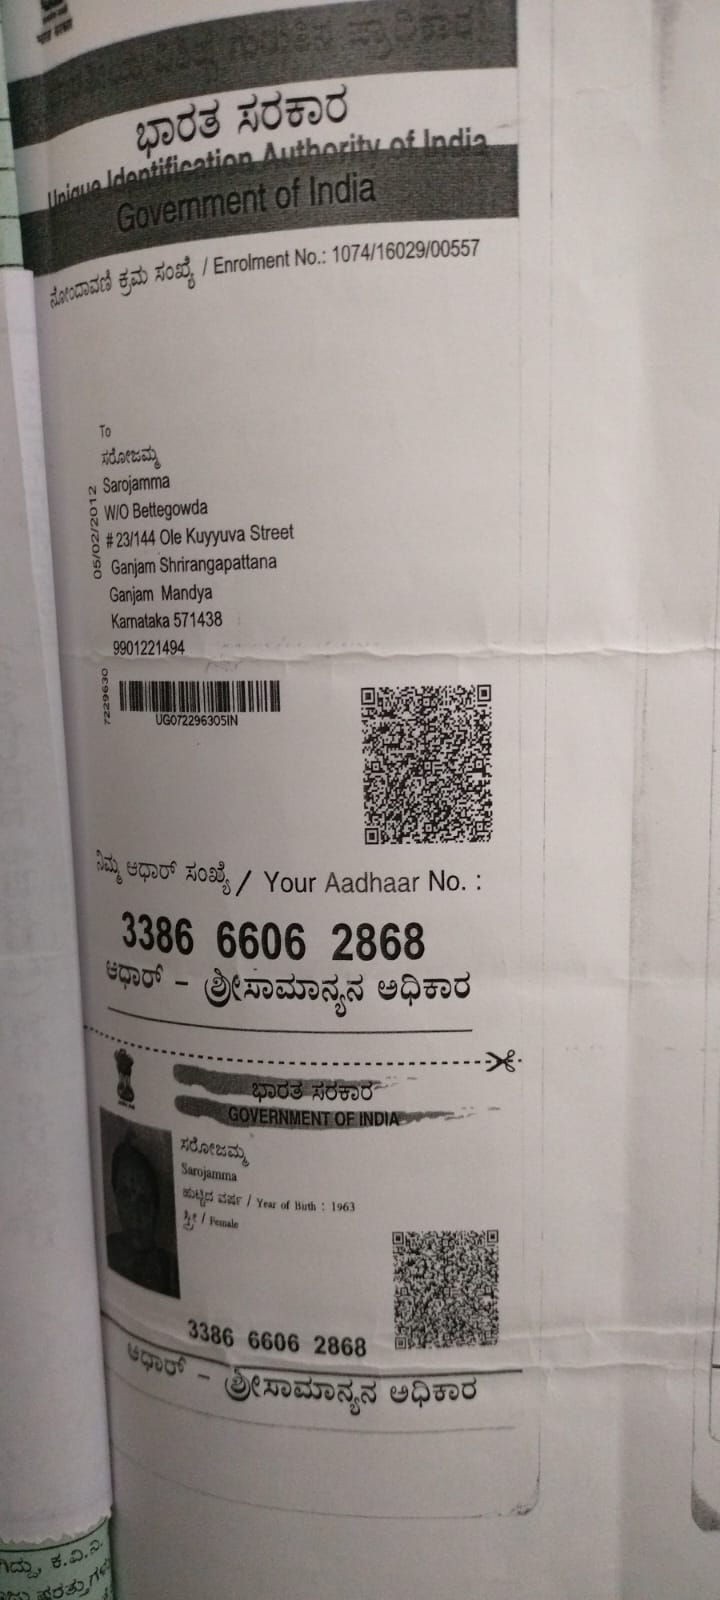 ಭಾರತ ಸರಕಾರ
Unique Identification Authority of India
Government of India
ನೋಂದಾವಣಿ ಕ್ರಮ ಸಂಖ್ಯೆ / Enrolment No.: 1074/16029/00557
To
ಸರೋಜಮ್ಮ
Sarojamma
W/O Bettegowda
# 23/144 Ole Kuyyuva Street
Ganjam Shrirangapattana
Ganjam Mandya
Karnataka 571438
9901221494
05/02/2012
7229630
UG072296305IN
ನಿಮ್ಮ ಆಧಾರ್ ಸಂಖ್ಯೆ / Your Aadhaar No. :
3386 6606 2868
ಆಧಾರ್ - ಶ್ರೀಸಾಮಾನ್ಯನ ಅಧಿಕಾರ
ಭಾರತ ಸರಕಾರ
GOVERNMENT OF INDIA
ಸರೋಜಮ್ಮ
Sarojamma
ಹುಟ್ಟಿದ ವರ್ಷ / Year of Birth : 1963
ಸ್ತ್ರೀ / Female
3386 6606 2868
ಆಧಾರ್ - ಶ್ರೀಸಾಮಾನ್ಯನ ಅಧಿಕಾರ